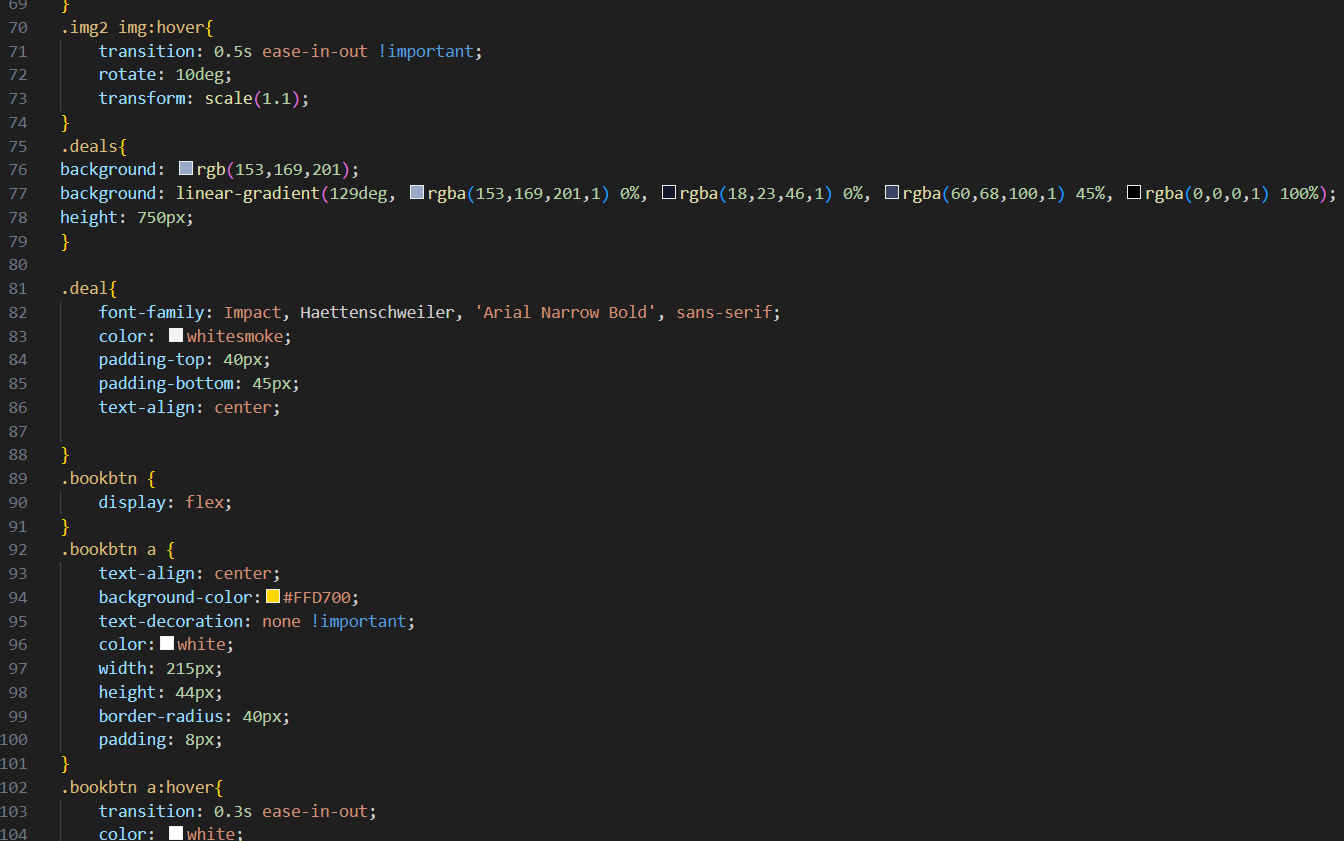 69 }
70 .img2 img:hover{
71 transition: 0.5s ease-in-out !important;
72 rotate: 10deg;
73 transform: scale(1.1);
74 }
75 .deals{
76 background: rgb(153,169,201);
77 background: linear-gradient(129deg, rgba(153,169,201,1) 0%, rgba(18,23,46,1) 0%, rgba(60,68,100,1) 45%, rgba(0,0,0,1) 100%);
78 height: 750px;
79 }
80
81 .deal{
82 font-family: Impact, Haettenschweiler, 'Arial Narrow Bold', sans-serif;
83 color: whitesmoke;
84 padding-top: 40px;
85 padding-bottom: 45px;
86 text-align: center;
87
88 }
89 .bookbtn {
90 display: flex;
91 }
92 .bookbtn a {
93 text-align: center;
94 background-color: #FFD700;
95 text-decoration: none !important;
96 color: white;
97 width: 215px;
98 height: 44px;
99 border-radius: 40px;
100 padding: 8px;
101 }
102 .bookbtn a:hover{
103 transition: 0.3s ease-in-out;
104 color: white;